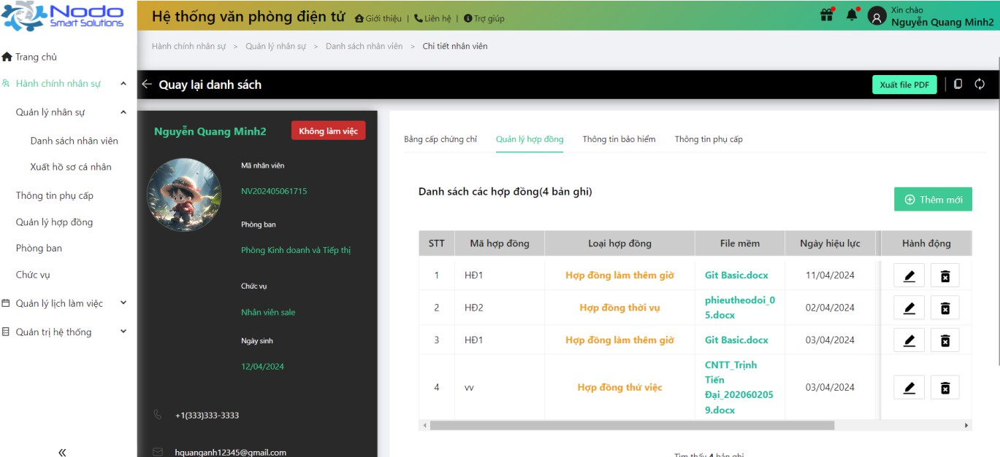 Nodo
Smart Solutions
Hệ thống văn phòng điện tử
Giới thiệu | Liên hệ | Trợ giúp
Xin chào
Nguyễn Quang Minh2
Trang chủ
Hành chính nhân sự
Quản lý nhân sự
Danh sách nhân viên
Xuất hồ sơ cá nhân
Thông tin phụ cấp
Quản lý hợp đồng
Phòng ban
Chức vụ
Quản lý lịch làm việc
Quản trị hệ thống
Hành chính nhân sự > Quản lý nhân sự > Danh sách nhân viên > Chi tiết nhân viên
Quay lại danh sách
Xuất file PDF
Nguyễn Quang Minh2
Không làm việc
Mã nhân viên
NV202405061715
Phòng ban
Phòng Kinh doanh và Tiếp thị
Chức vụ
Nhân viên sale
Ngày sinh
12/04/2024
+1(333)333-3333
hquanganh12345@gmail.com
Bằng cấp chứng chỉ Quản lý hợp đồng Thông tin bảo hiểm Thông tin phụ cấp
Danh sách các hợp đồng(4 bản ghi)
Thêm mới
STT Mã hợp đồng Loại hợp đồng File mềm Ngày hiệu lực Hành động
1 HĐ1 Hợp đồng làm thêm giờ Git Basic.docx 11/04/2024
2 HĐ2 Hợp đồng thời vụ phieutheodoi_0
5.docx 02/04/2024
3 HĐ1 Hợp đồng làm thêm giờ Git Basic.docx 03/04/2024
4 vv Hợp đồng thử việc CNTT_Trịnh
Tiến
Đại_202060205
9.docx 03/04/2024
Tìm thấy 4 bản ghi